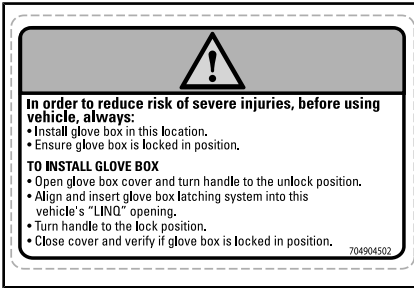 In order to reduce risk of severe injuries, before using
vehicle, always:
• Install glove box in this location.
• Ensure glove box is locked in position.
TO INSTALL GLOVE BOX
• Open glove box cover and turn handle to the unlock position.
• Align and insert glove box latching system into this
vehicle's "LINQ" opening.
• Turn handle to the lock position.
• Close cover and verify if glove box is locked in position.
704904502